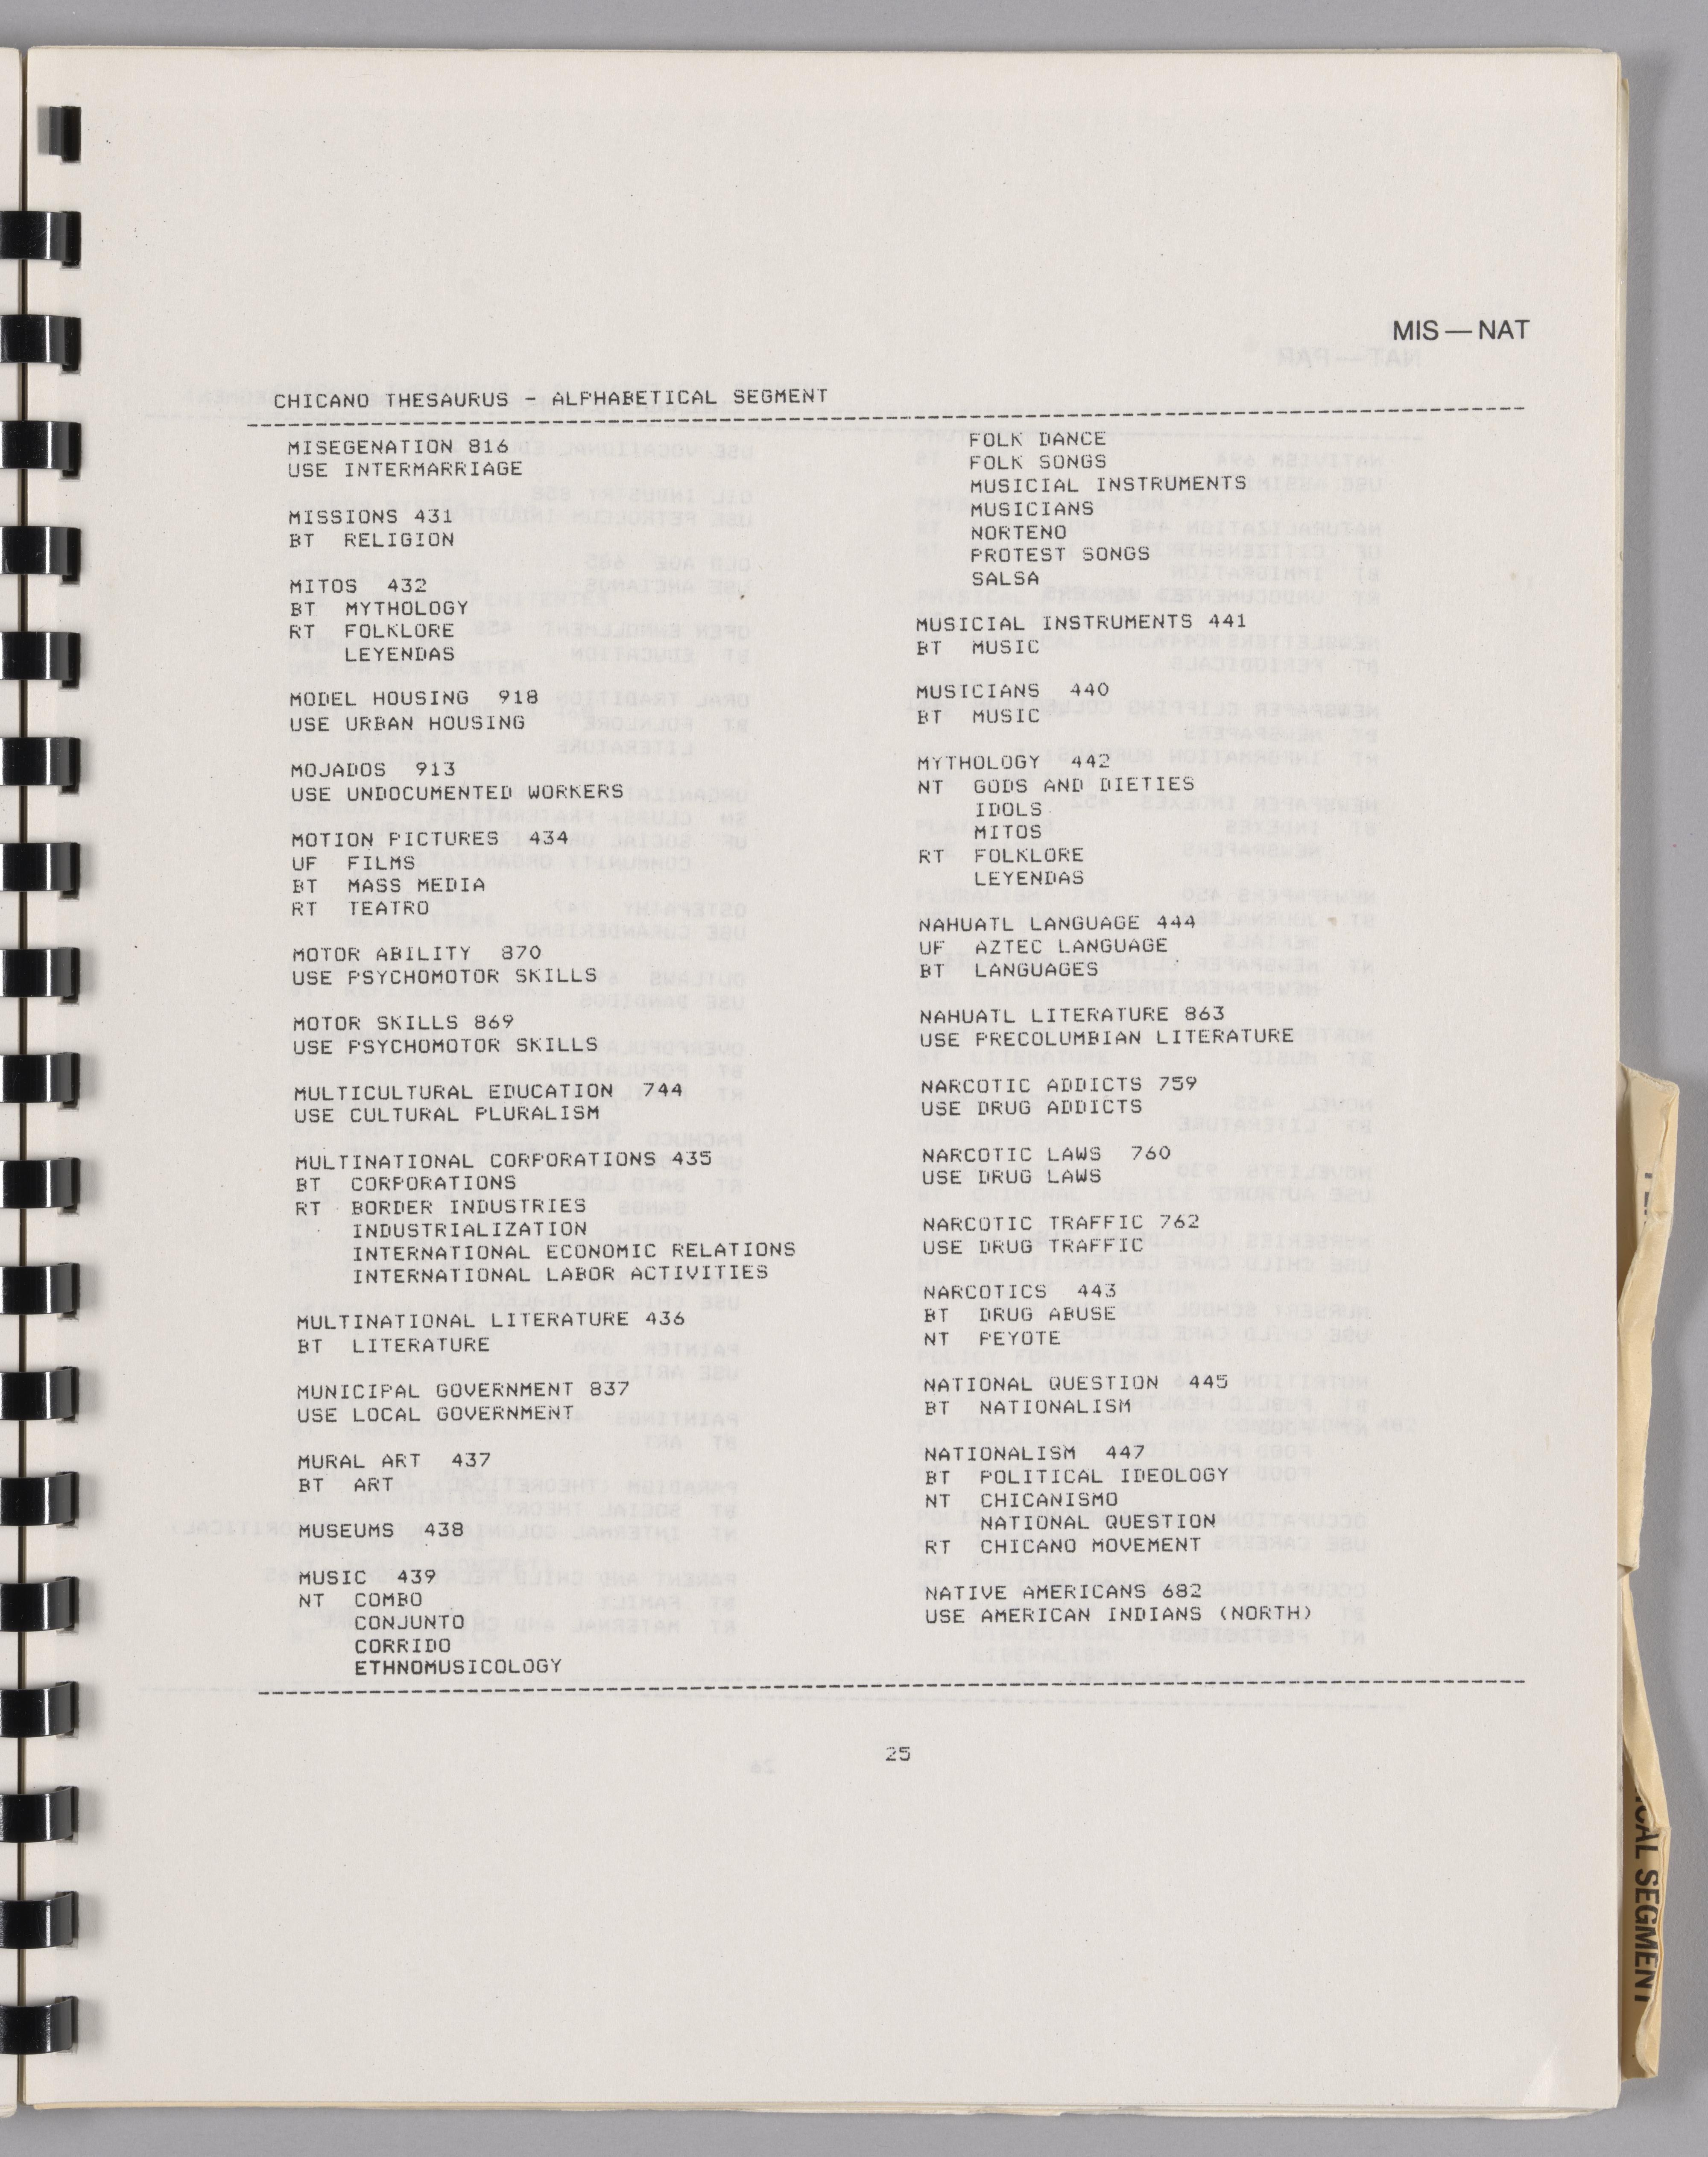 MIS — NAT
CHICANO THESAURUS - ALPHABETICAL SEGMENT
MISEGENATION 816
USE INTERMARRIAGE
MISSIONS 431
BT RELIGION
MITOS 432
BT MYTHOLOGY
RT FOLKLORE
LEYENDAS
MODEL HOUSING 918
USE URBAN HOUSING
MOJADOS 913
USE UNDOCUMENTED WORKERS
MOTION PICTURES 434
UF FILMS
BT MASS MEDIA
RT TEATRO
MOTOR ABILITY 870
USE PSYCHOMOTOR SKILLS
MOTOR SKILLS 869
USE PSYCHOMOTOR SKILLS
MULTICULTURAL EDUCATION 744
USE CULTURAL PLURALISM
MULTINATIONAL CORPORATIONS 435
BT CORPORATIONS
RT BORDER INDUSTRIES
INDUSTRIALIZATION
INTERNATIONAL ECONOMIC RELATIONS
INTERNATIONAL LABOR ACTIVITIES
MULTINATIONAL LITERATURE 436
BT LITERATURE
MUNICIPAL GOVERNMENT 837
USE LOCAL GOVERNMENT
MURAL ART 437
BT ART
MUSEUMS 438
MUSIC 439
NT COMBO
CONJUNTO
CORRIDO
ETHNOMUSICOLOGY
FOLK DANCE
FOLK SONGS
MUSICIAL INSTRUMENTS
MUSICIANS
NORTENO
PROTEST SONGS
SALSA
MUSICIAL INSTRUMENTS 441
BT MUSIC
MUSICIANS 440
BT MUSIC
MYTHOLOGY 442
NT GODS AND DIETIES
IDOLS
MITOS
RT FOLKLORE
LEYENDAS
NAHUATL LANGUAGE 444
UF AZTEC LANGUAGE
BT LANGUAGES
NAHUATL LITERATURE 863
USE PRECOLUMBIAN LITERATURE
NARCOTIC ADDICTS 759
USE DRUG ADDICTS
NARCOTIC LAWS 760
USE DRUG LAWS
NARCOTIC TRAFFIC 762
USE DRUG TRAFFIC
NARCOTICS 443
BT DRUG ABUSE
NT PEYOTE
NATIONAL QUESTION 445
BT NATIONALISM
NATIONALISM 447
BT POLITICAL IDEOLOGY
NT CHICANISMO
NATIONAL QUESTION
RT CHICANO MOVEMENT
NATIVE AMERICANS 682
USE AMERICAN INDIANS (NORTH)
25
ICAL SEGMENT